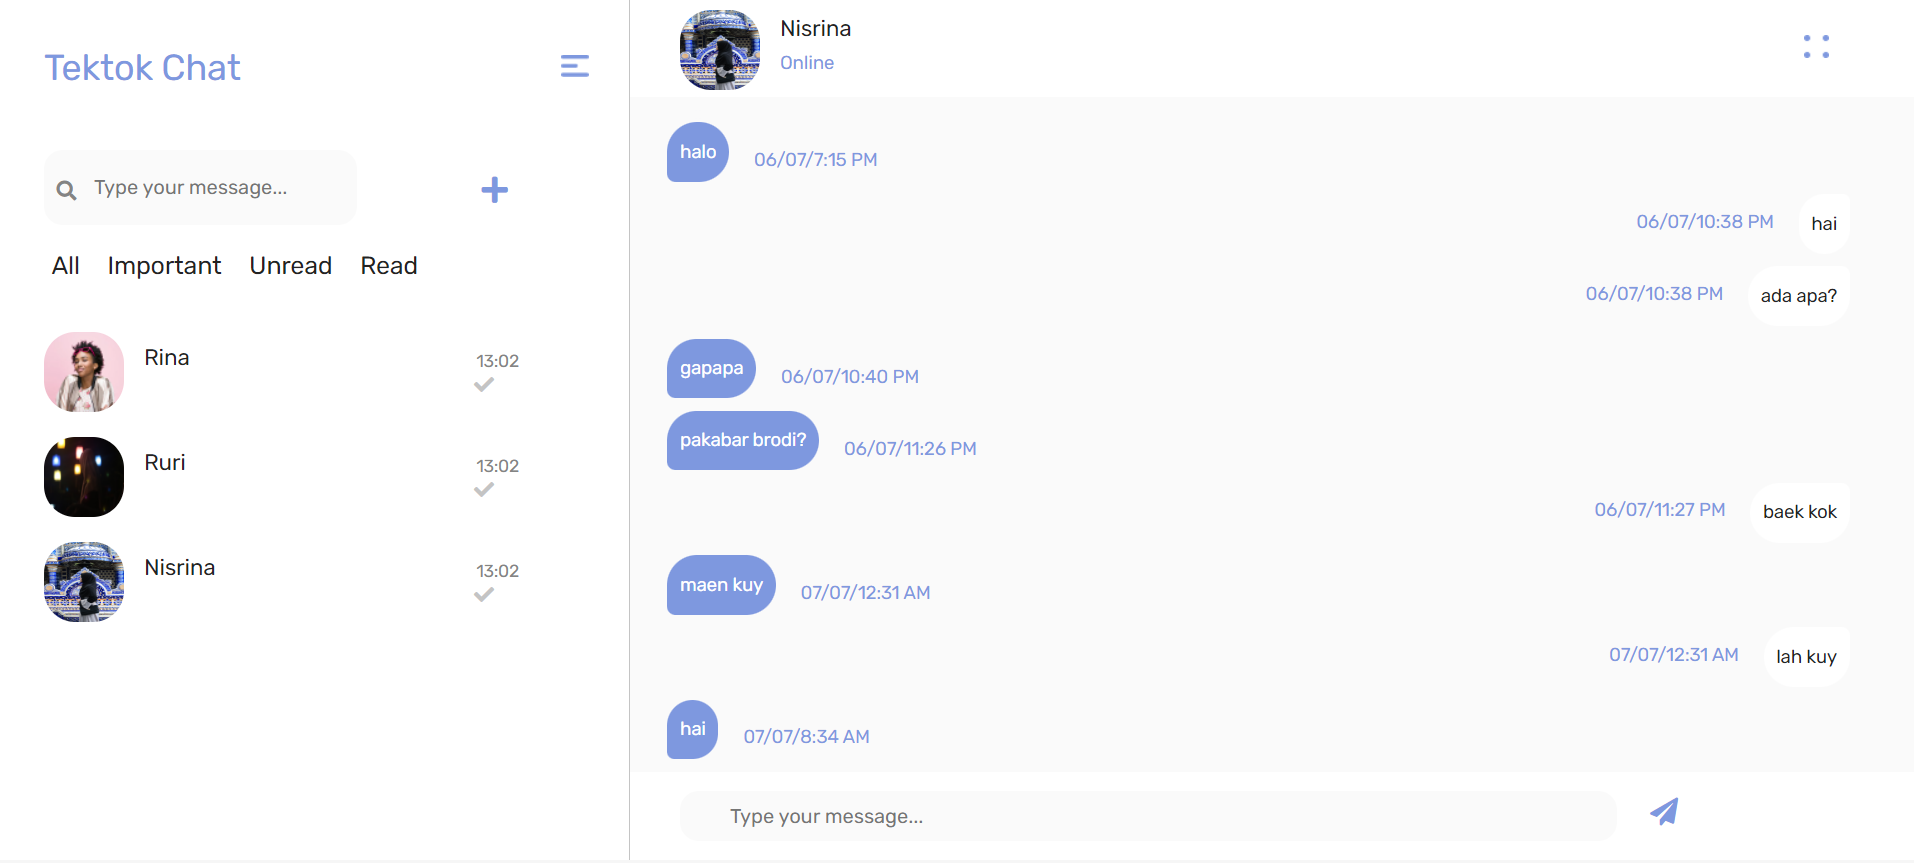 Tektok Chat
Type your message...
All Important Unread Read
Rina
13:02
Ruri
13:02
Nisrina
13:02
Nisrina
Online
halo 06/07/7:15 PM
06/07/10:38 PM hai
06/07/10:38 PM ada apa?
gapapa 06/07/10:40 PM
pakabar brodi? 06/07/11:26 PM
06/07/11:27 PM baek kok
maen kuy 07/07/12:31 AM
07/07/12:31 AM lah kuy
hai 07/07/8:34 AM
Type your message...